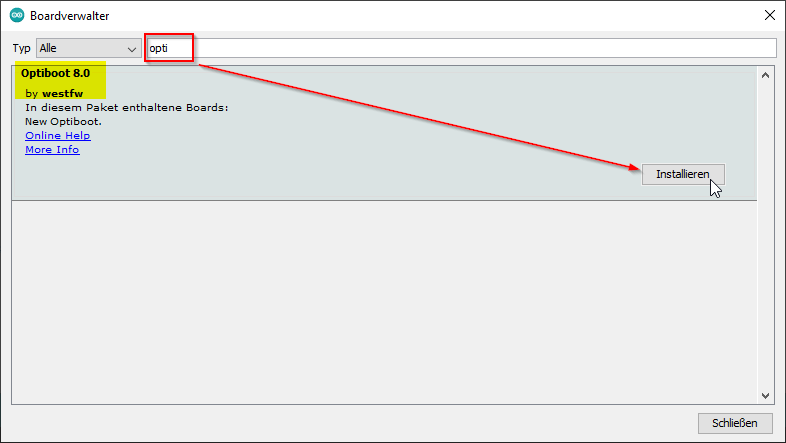 Boardverwalter
Typ Alle opti
Optiboot 8.0
by westfw
In diesem Paket enthaltene Boards:
New Optiboot.
Online Help
More Info
Installieren
Schließen